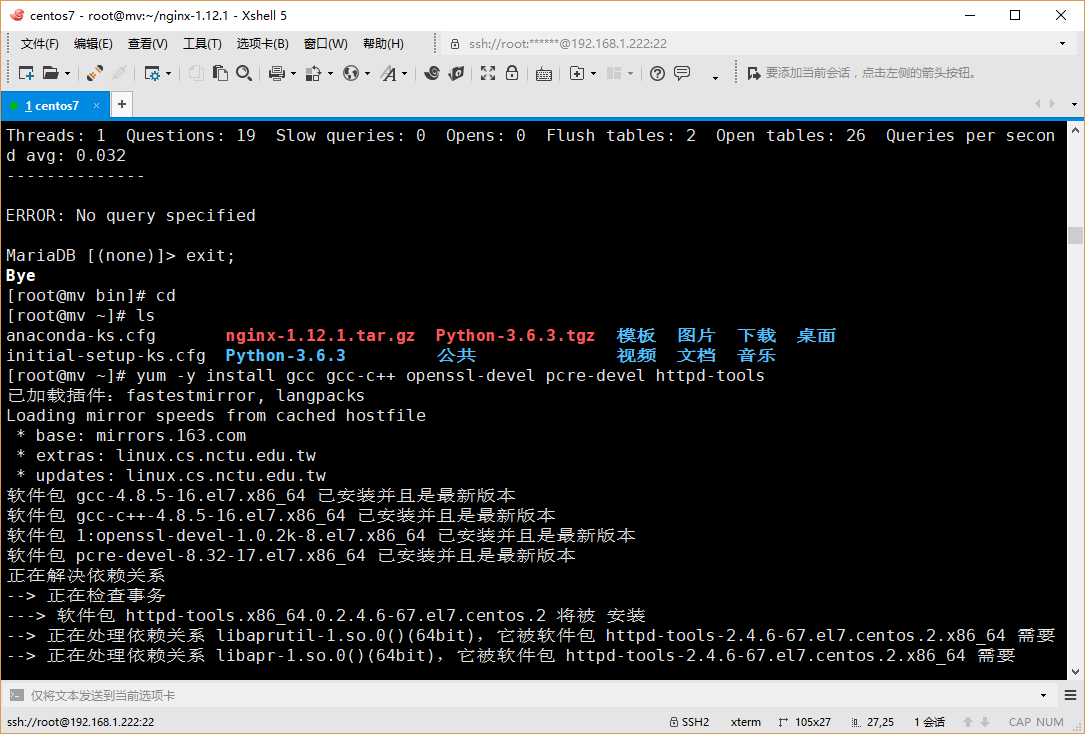 centos7 - root@mv:~/nginx-1.12.1 - Xshell 5
文件(F) 编辑(E) 查看(V) 工具(T) 选项卡(B) 窗口(W) 帮助(H) ssh://root:******@192.168.1.222:22
要添加当前会话，点击左侧的箭头按钮。
1 centos7 × +
Threads: 1  Questions: 19  Slow queries: 0  Opens: 0  Flush tables: 2  Open tables: 26  Queries per secon
d avg: 0.032
--------------
ERROR: No query specified
MariaDB [(none)]> exit;
Bye
[root@mv bin]# cd
[root@mv ~]# ls
anaconda-ks.cfg       nginx-1.12.1.tar.gz  Python-3.6.3.tgz  模板  图片  下载  桌面
initial-setup-ks.cfg  Python-3.6.3         公共              视频  文档  音乐
[root@mv ~]# yum -y install gcc gcc-c++ openssl-devel pcre-devel httpd-tools
已加载插件：fastestmirror, langpacks
Loading mirror speeds from cached hostfile
 * base: mirrors.163.com
 * extras: linux.cs.nctu.edu.tw
 * updates: linux.cs.nctu.edu.tw
软件包 gcc-4.8.5-16.el7.x86_64 已安装并且是最新版本
软件包 gcc-c++-4.8.5-16.el7.x86_64 已安装并且是最新版本
软件包 1:openssl-devel-1.0.2k-8.el7.x86_64 已安装并且是最新版本
软件包 pcre-devel-8.32-17.el7.x86_64 已安装并且是最新版本
正在解决依赖关系
--> 正在检查事务
---> 软件包 httpd-tools.x86_64.0.2.4.6-67.el7.centos.2 将被 安装
--> 正在处理依赖关系 libaprutil-1.so.0()(64bit)，它被软件包 httpd-tools-2.4.6-67.el7.centos.2.x86_64 需要
--> 正在处理依赖关系 libapr-1.so.0()(64bit)，它被软件包 httpd-tools-2.4.6-67.el7.centos.2.x86_64 需要
仅将文本发送到当前选项卡
ssh://root@192.168.1.222:22 SSH2 xterm 105x27 27,25 1 会话 CAP NUM